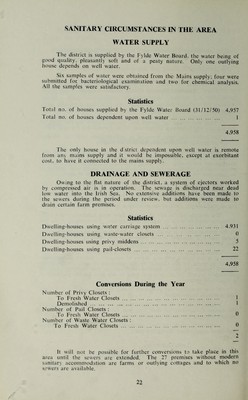 SANITARY CIRCUMSTANCES IN THE AREA
WATER SUPPLY
The district is supplied by the Fylde Water Board, the water being of
good quality, pleasantly soft and of a peaty nature. Only one outlying
house depends on well water.
Six samples of water were obtained from the Mains supply; four were
submitted for bacteriological examination and two for chemical analysis.
All the samples were satisfactory.
Statistics
Total no. of houses supplied by the Fylde Water Board (31/12/50) 4,957
Total no. of houses dependent upon well water ... 1
4,958
The only house in the district dependent upon well water is remote
from any mains supply and it would be impossible, except at exorbitant
cost, to have it connected to the mains supply.
DRAINAGE AND SEWERAGE
Owing to the flat nature of the district, a system of ejectors worked
by compressed air is in operation. The sewage is discharged near dead
low water into the Irish Sea. No extensive additions have been made to
the sewers during the period under review, but additions were made to
drain certain farm premises.
Statistics
Dwelling-houses using water carriage system ... 4,931
Dwelling-houses using waste-water closets ... 0
Dwelling-houses using privy middens ... 5
Dwelling-houses using pail-closets ... 22
4,958
Conversions During the Year
Number of Privy Closets :
To Fresh Water Closets ... 1
Demolished ... 1
Number of Pail Closets :
To Fresh Water Closets ... 0
Number of Waste Water Closets :
To Fresh Water Closets ... 0
2
It will not be possible for further conversions to take place in this
area until the sewers are extended. The 27 premises without modern
sanitary accommodation are farms or outlying cottages and to which no
sewers are available.
22